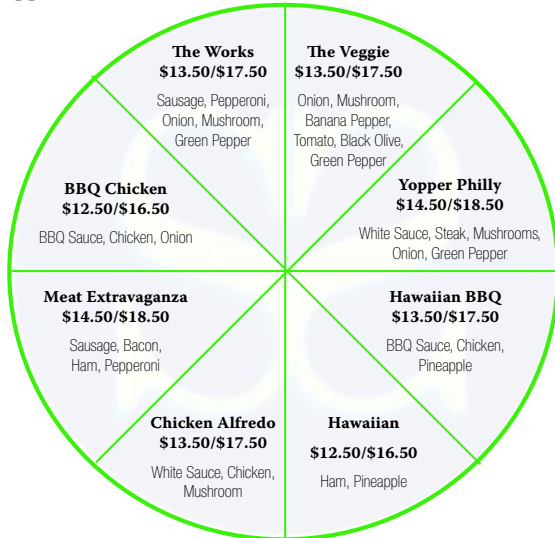 The Works
$13.50/$17.50
Sausage, Pepperoni,
Onion, Mushroom,
Green Pepper
The Veggie
$13.50/$17.50
Onion, Mushroom,
Banana Pepper,
Tomato, Black Olive,
Green Pepper
BBQ Chicken
$12.50/$16.50
BBQ Sauce, Chicken, Onion
Yopper Philly
$14.50/$18.50
White Sauce, Steak, Mushrooms,
Onion, Green Pepper
Meat Extravaganza
$14.50/$18.50
Sausage, Bacon,
Ham, Pepperoni
Hawaiian BBQ
$13.50/$17.50
BBQ Sauce, Chicken,
Pineapple
Chicken Alfredo
$13.50/$17.50
White Sauce, Chicken,
Mushroom
Hawaiian
$12.50/$16.50
Ham, Pineapple